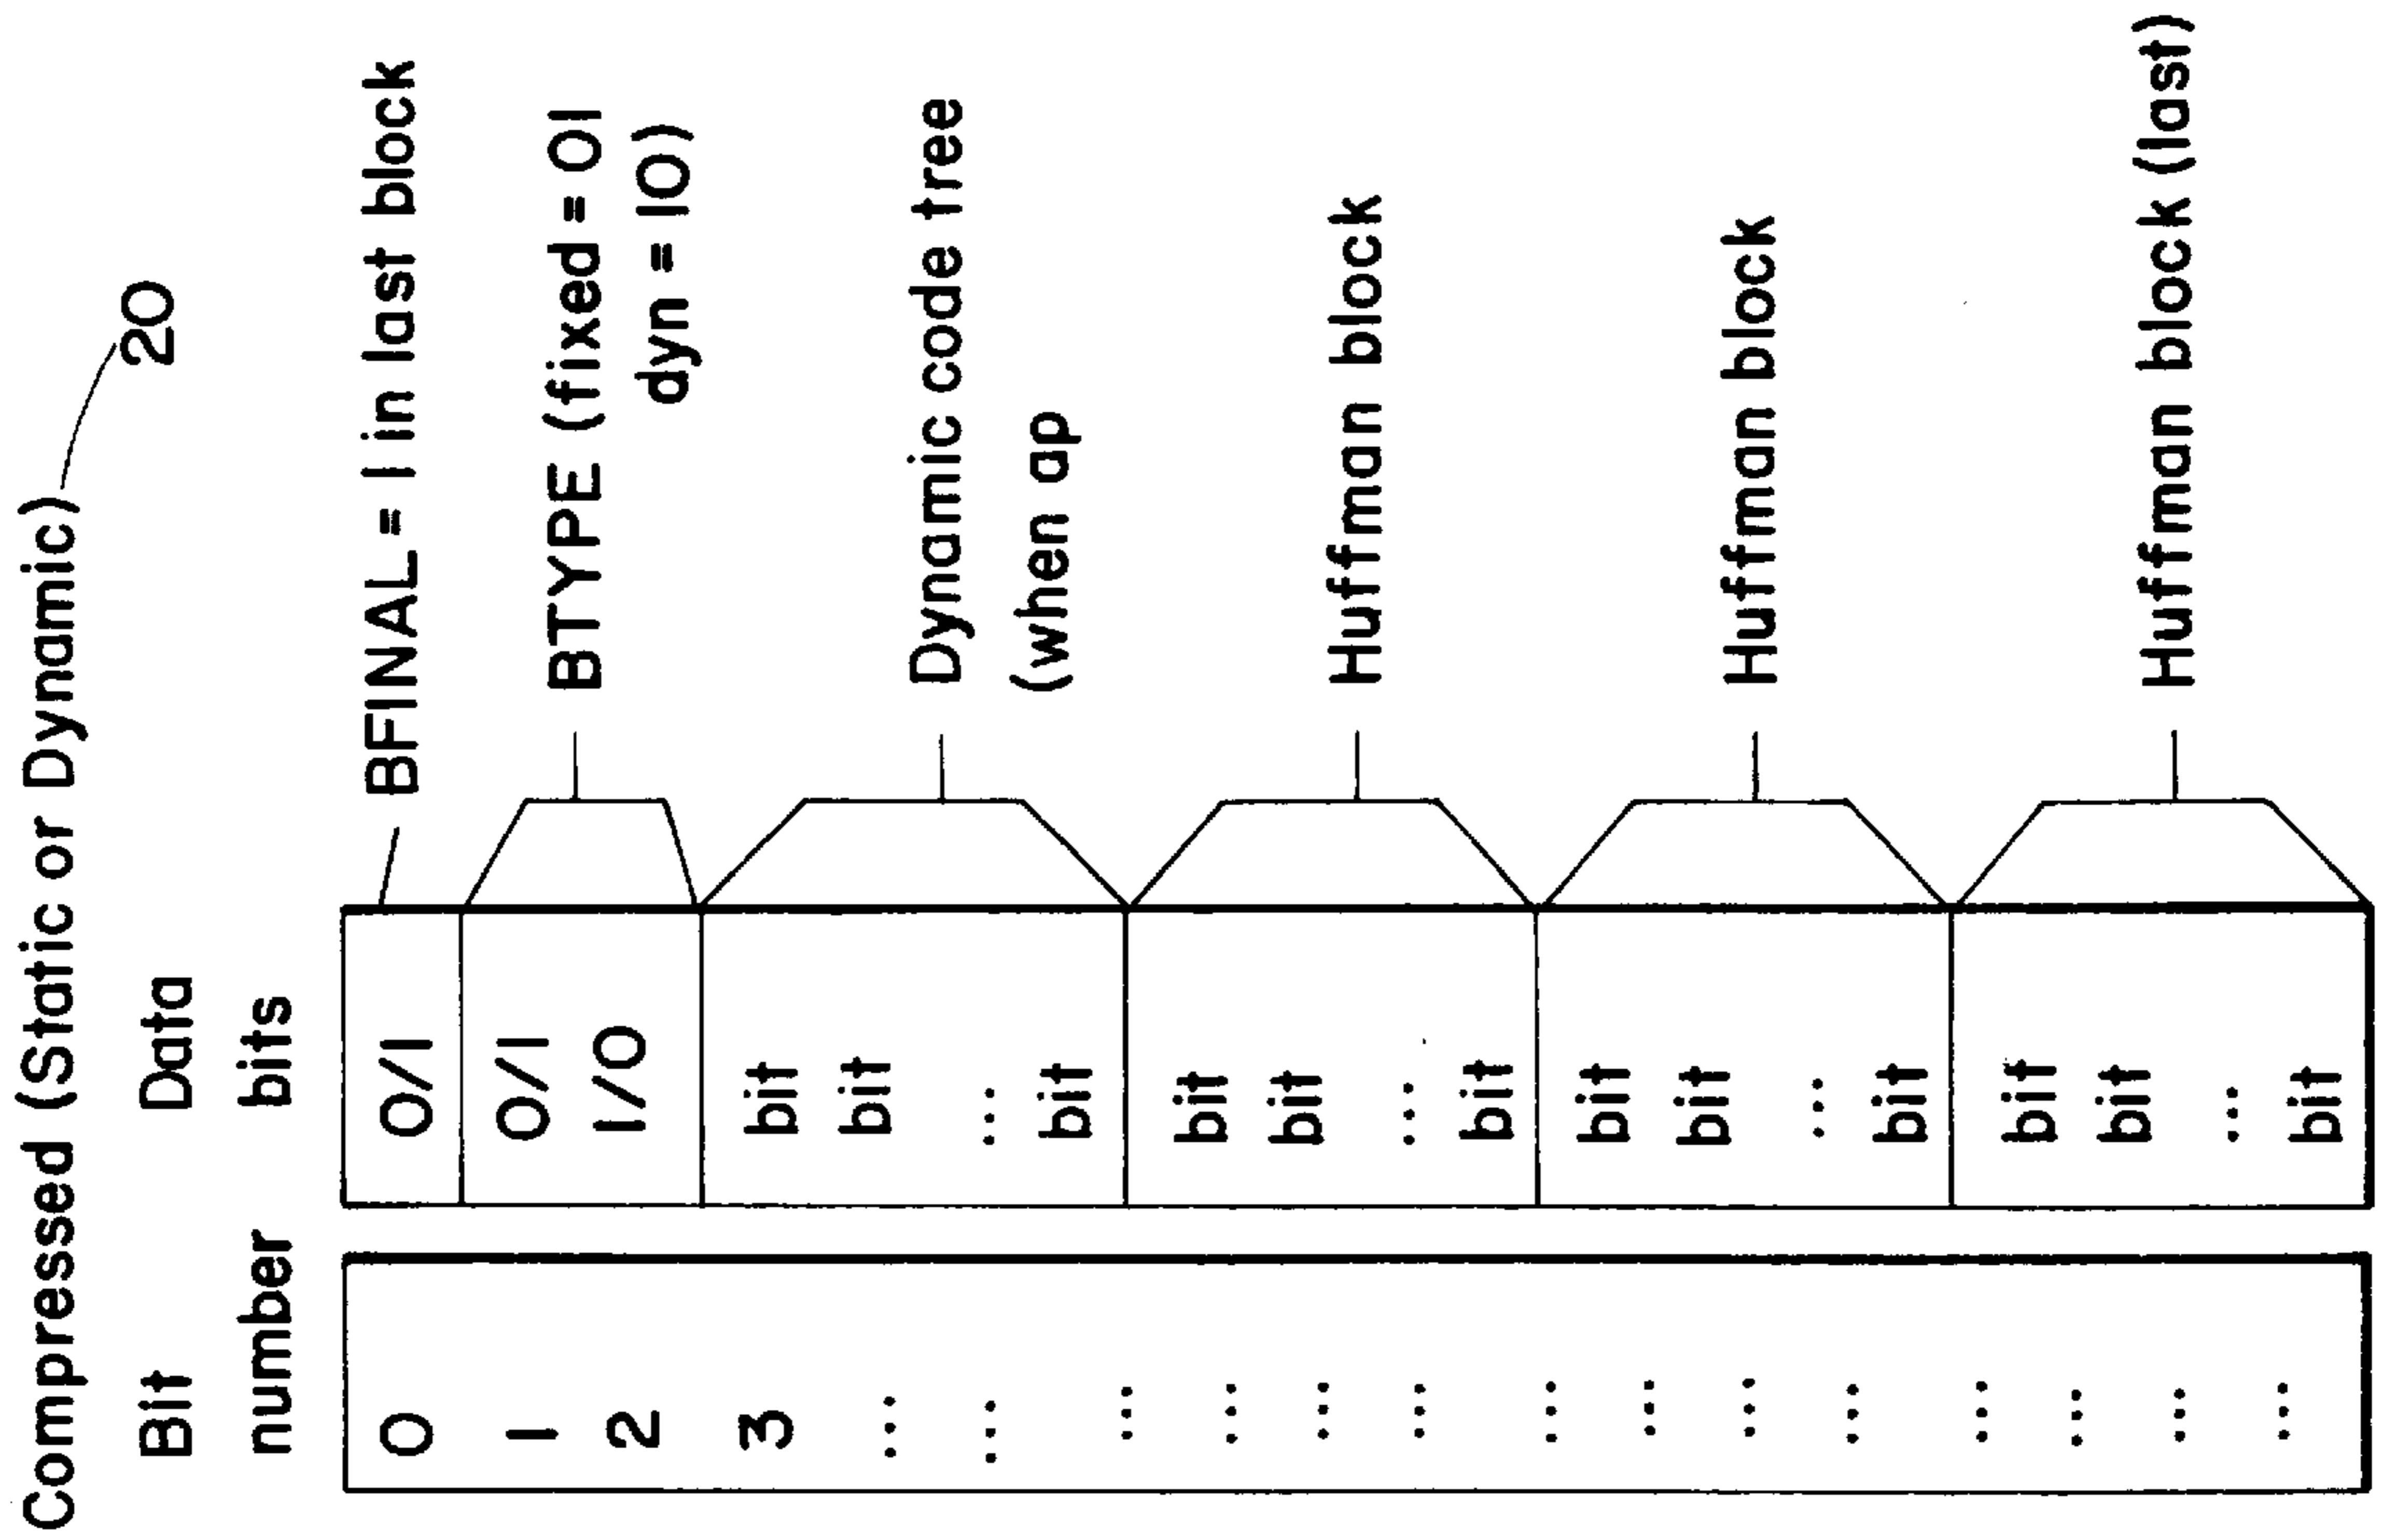 Compressed (Static or Dynamic)
20
Bit Data
number bits
0 0/1 BFINAL = 1 in last block
1 0/1 BTYPE (fixed = 01
2 1/0 dyn = 10)
3 bit Dynamic code tree
... bit
... ... (when ap
... bit
... bit Huffman block
... bit
... ...
... bit
... bit Huffman block
... bit
... ...
... bit
... bit Huffman block (last)
... bit
... ...
bit